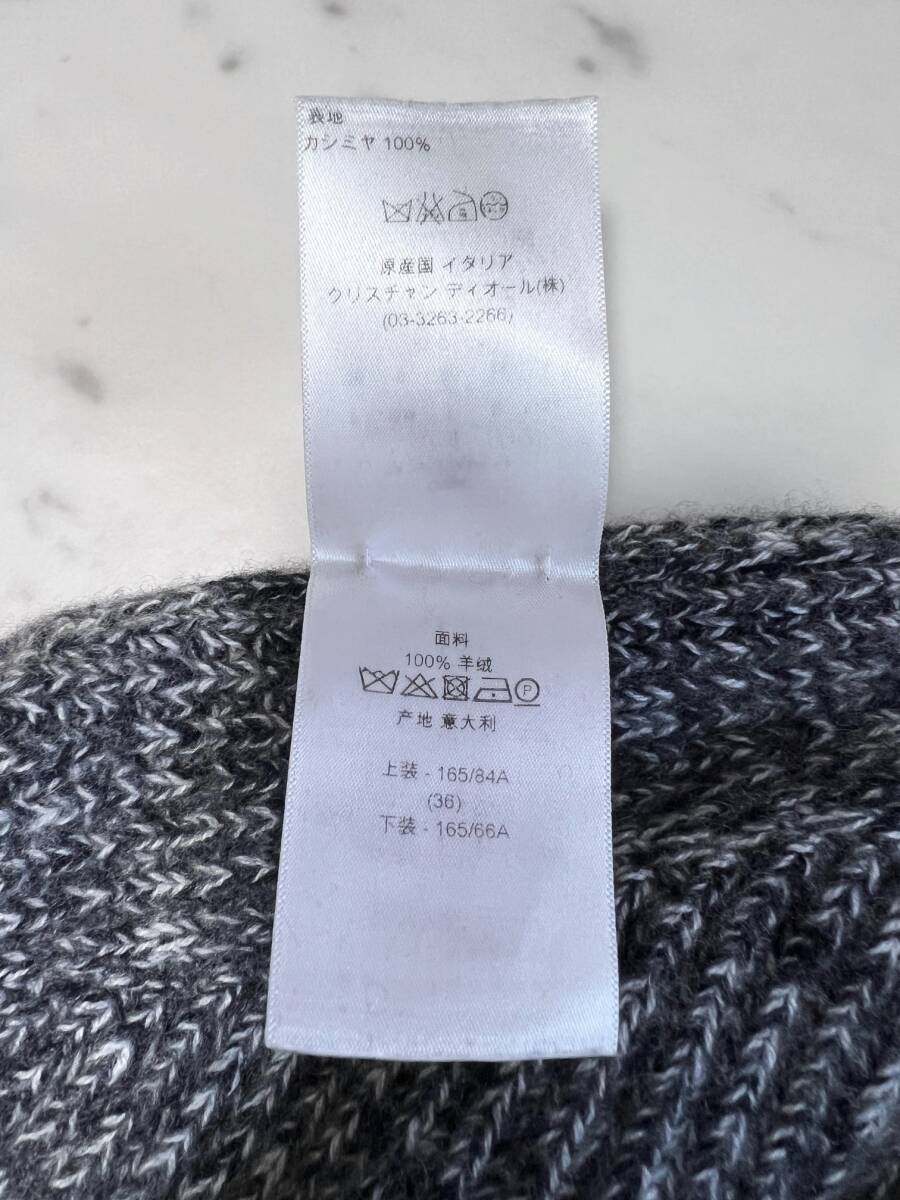 表地
カシミヤ 100%
原産国 イタリア
クリスチャン ディオール(株)
(03-3263-2266)
面料
100% 羊绒
P
产地 意大利
上装 - 165/84A
(36)
下装 - 165/66A